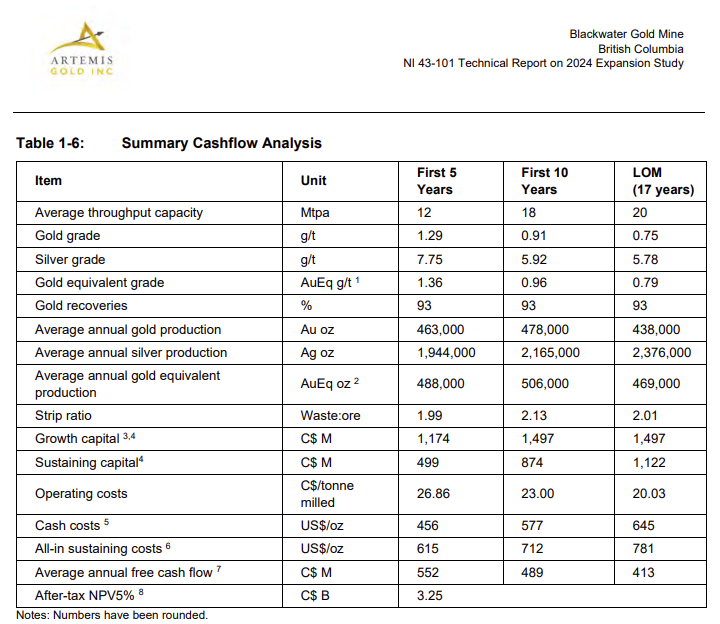 ARTEMIS
GOLD INC
Blackwater Gold Mine
British Columbia
NI 43-101 Technical Report on 2024 Expansion Study
Table 1-6: Summary Cashflow Analysis
Item Unit First 5 Years First 10 Years LOM (17 years)
Average throughput capacity Mtpa 12 18 20
Gold grade g/t 1.29 0.91 0.75
Silver grade g/t 7.75 5.92 5.78
Gold equivalent grade AuEq g/t 1 1.36 0.96 0.79
Gold recoveries % 93 93 93
Average annual gold production Au oz 463,000 478,000 438,000
Average annual silver production Ag oz 1,944,000 2,165,000 2,376,000
Average annual gold equivalent production AuEq oz 2 488,000 506,000 469,000
Strip ratio Waste:ore 1.99 2.13 2.01
Growth capital 3,4 C$ M 1,174 1,497 1,497
Sustaining capital4 C$ M 499 874 1,122
Operating costs C$/tonne milled 26.86 23.00 20.03
Cash costs 5 US$/oz 456 577 645
All-in sustaining costs 6 US$/oz 615 712 781
Average annual free cash flow 7 C$ M 552 489 413
After-tax NPV5% 8 C$ B 3.25
Notes: Numbers have been rounded.